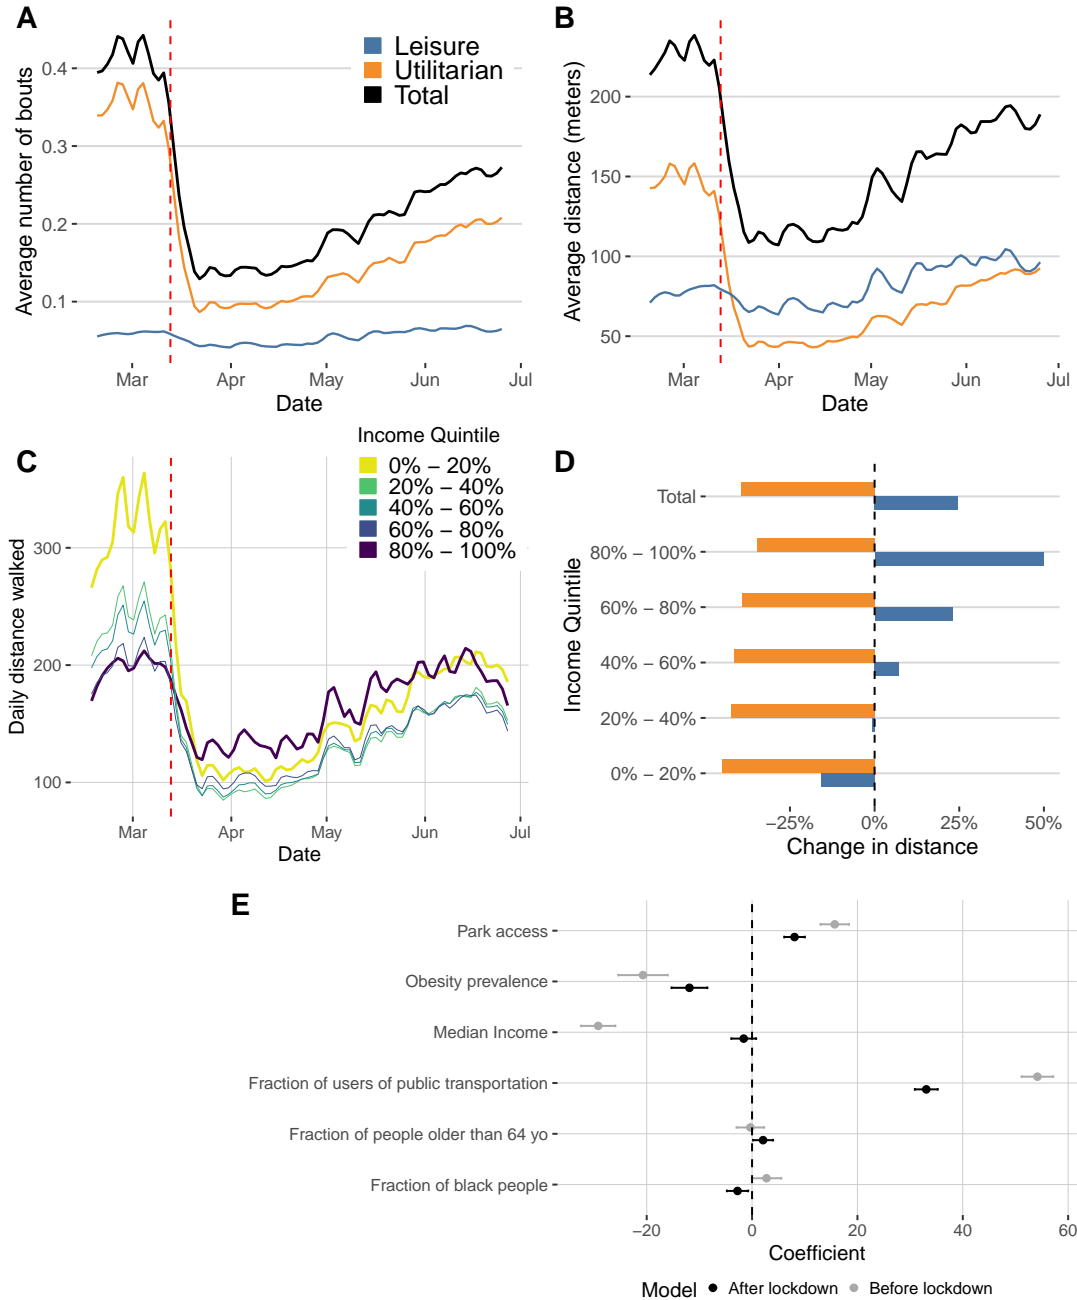 A
Average number of bouts
0.4
0.3
0.2
0.1
Leisure
Utilitarian
Total
Mar Apr May Jun Jul
Date
B
Average distance (meters)
200
150
100
50
Mar Apr May Jun Jul
Date
C
Daily distance walked
300
200
100
Income Quintile
0% − 20%
20% − 40%
40% − 60%
60% − 80%
80% − 100%
Mar Apr May Jun Jul
Date
D
Income Quintile
Total
80% − 100%
60% − 80%
40% − 60%
20% − 40%
0% − 20%
−25% 0% 25% 50%
Change in distance
E
Park access
Obesity prevalence
Median Income
Fraction of users of public transportation
Fraction of people older than 64 yo
Fraction of black people
−20 0 20 40 60
Coefficient
Model After lockdown Before lockdown